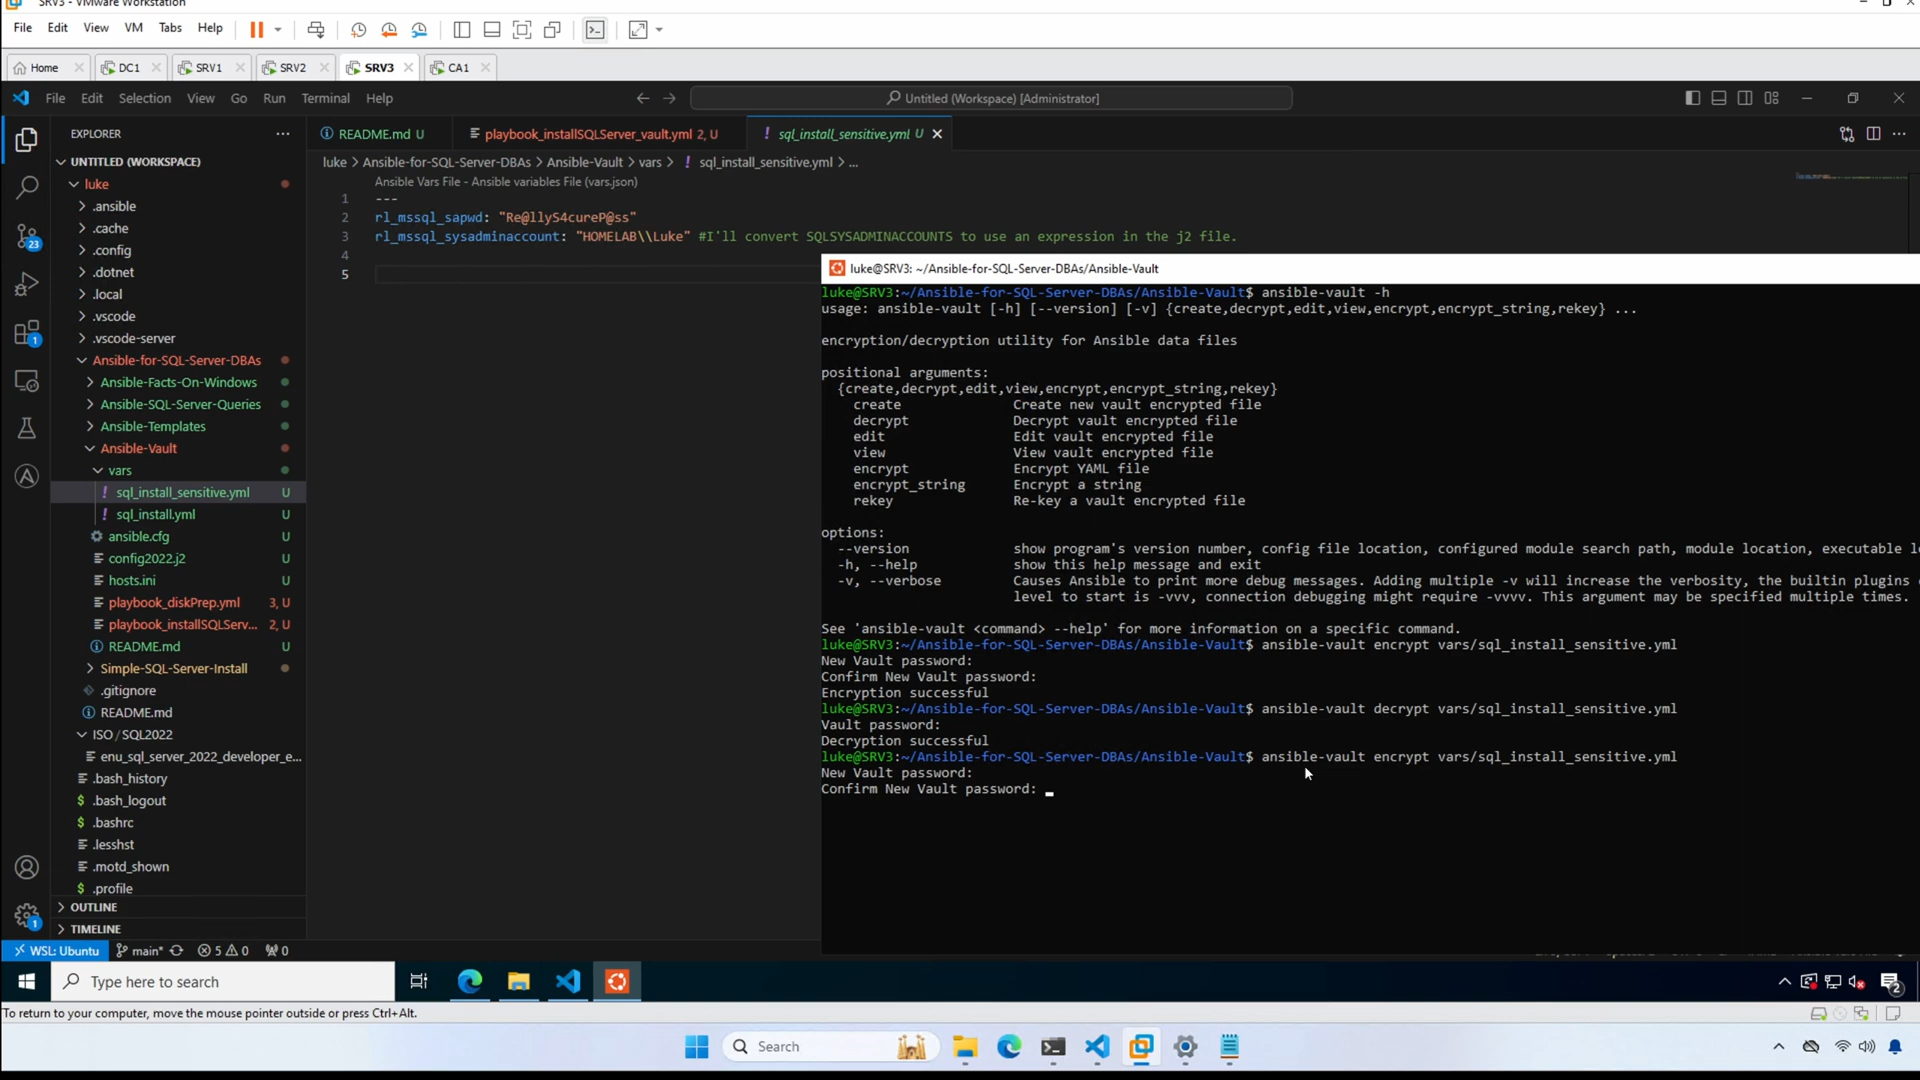 SRV3 - VMware Workstation
File Edit View VM Tabs Help
Home DC1 SRV1 SRV2 SRV3 CA1
File Edit Selection View Go Run Terminal Help
Untitled (Workspace) [Administrator]
EXPLORER
README.md U
playbook_installSQLServer_vault.yml 2, U
sql_install_sensitive.yml U
UNTITLED (WORKSPACE)
luke
.ansible
.cache
.config
.dotnet
.local
.vscode
.vscode-server
Ansible-for-SQL-Server-DBAs
Ansible-Facts-On-Windows
Ansible-SQL-Server-Queries
Ansible-Templates
Ansible-Vault
vars
sql_install_sensitive.yml U
sql_install.yml U
ansible.cfg U
config2022.j2 U
hosts.ini U
playbook_diskPrep.yml 3, U
playbook_installSQLServ... 2, U
README.md U
Simple-SQL-Server-Install
.gitignore
README.md
ISO / SQL2022
enu_sql_server_2022_developer_e...
.bash_history
.bash_logout
.bashrc
.lesshst
.motd_shown
.profile
OUTLINE
TIMELINE
23
1
1
luke > Ansible-for-SQL-Server-DBAs > Ansible-Vault > vars > ! sql_install_sensitive.yml > ...
Ansible Vars File - Ansible variables File (vars.json)
1 ---
2 rl_mssql_sapwd: "Re@llyS4cureP@ss"
3 rl_mssql_sysadminaccount: "HOMELAB\\Luke" #I'll convert SQLSYSADMINACCOUNTS to use an expression in the j2 file.
4
5
luke@SRV3: ~/Ansible-for-SQL-Server-DBAs/Ansible-Vault
luke@SRV3:~/Ansible-for-SQL-Server-DBAs/Ansible-Vault$ ansible-vault -h
usage: ansible-vault [-h] [--version] [-v] {create,decrypt,edit,view,encrypt,encrypt_string,rekey} ...
encryption/decryption utility for Ansible data files
positional arguments:
{create,decrypt,edit,view,encrypt,encrypt_string,rekey}
create Create new vault encrypted file
decrypt Decrypt vault encrypted file
edit Edit vault encrypted file
view View vault encrypted file
encrypt Encrypt YAML file
encrypt_string Encrypt a string
rekey Re-key a vault encrypted file
options:
--version show program's version number, config file location, configured module search path, module location, executable
-h, --help show this help message and exit
-v, --verbose Causes Ansible to print more debug messages. Adding multiple -v will increase the verbosity, the builtin plugins
level to start is -vvv, connection debugging might require -vvvv. This argument may be specified multiple times.
See 'ansible-vault <command> --help' for more information on a specific command.
luke@SRV3:~/Ansible-for-SQL-Server-DBAs/Ansible-Vault$ ansible-vault encrypt vars/sql_install_sensitive.yml
New Vault password:
Confirm New Vault password:
Encryption successful
luke@SRV3:~/Ansible-for-SQL-Server-DBAs/Ansible-Vault$ ansible-vault decrypt vars/sql_install_sensitive.yml
Vault password:
Decryption successful
luke@SRV3:~/Ansible-for-SQL-Server-DBAs/Ansible-Vault$ ansible-vault encrypt vars/sql_install_sensitive.yml
New Vault password:
Confirm New Vault password:
WSL: Ubuntu main* 5 0 0
Type here to search
2
To return to your computer, move the mouse pointer outside or press Ctrl+Alt.
Search